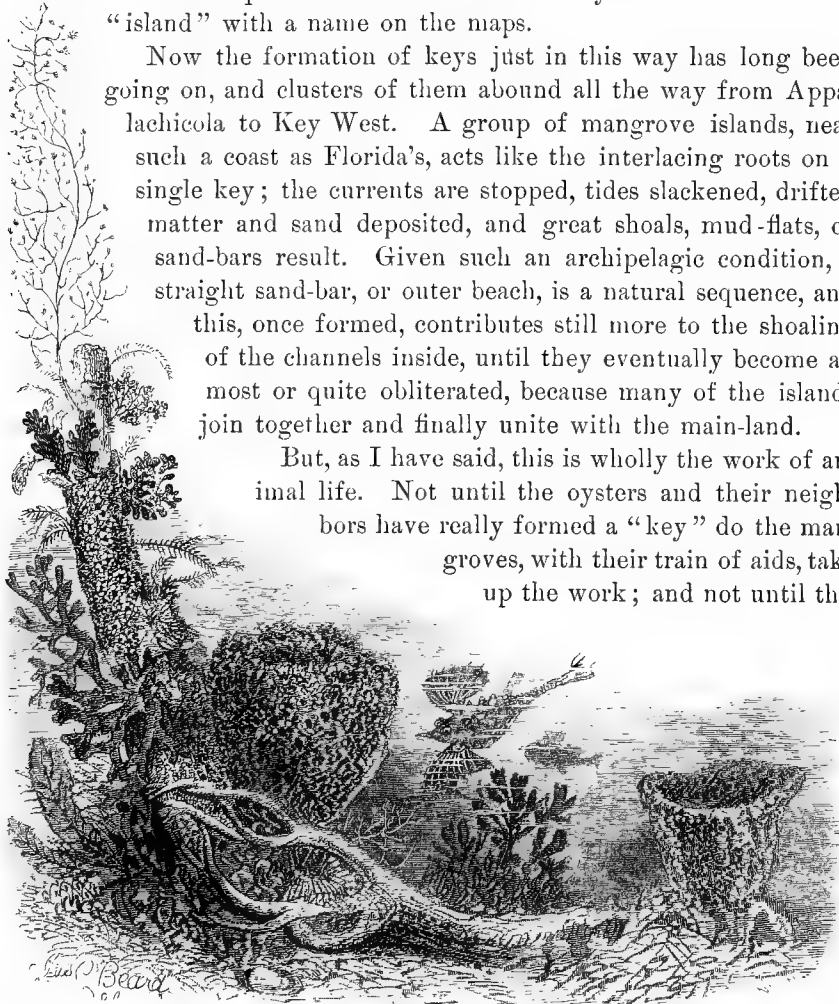 "island" with a name on the maps.
Now the formation of keys just in this way has long bee
going on, and clusters of them abound all the way from Appa
lachicola to Key West. A group of mangrove islands, nea
such a coast as Florida's, acts like the interlacing roots on
single key; the currents are stopped, tides slackened, drifte
matter and sand deposited, and great shoals, mud-flats,
sand-bars result. Given such an archipelagic condition,
straight sand-bar, or outer beach, is a natural sequence, an
this, once formed, contributes still more to the shoalin
of the channels inside, until they eventually become a
most or quite obliterated, because many of the island
join together and finally unite with the main-land.
But, as I have said, this is wholly the work of an
imal life. Not until the oysters and their neigh
bors have really formed a "key" do the man
groves, with their train of aids, tak
up the work; and not until th
Beard